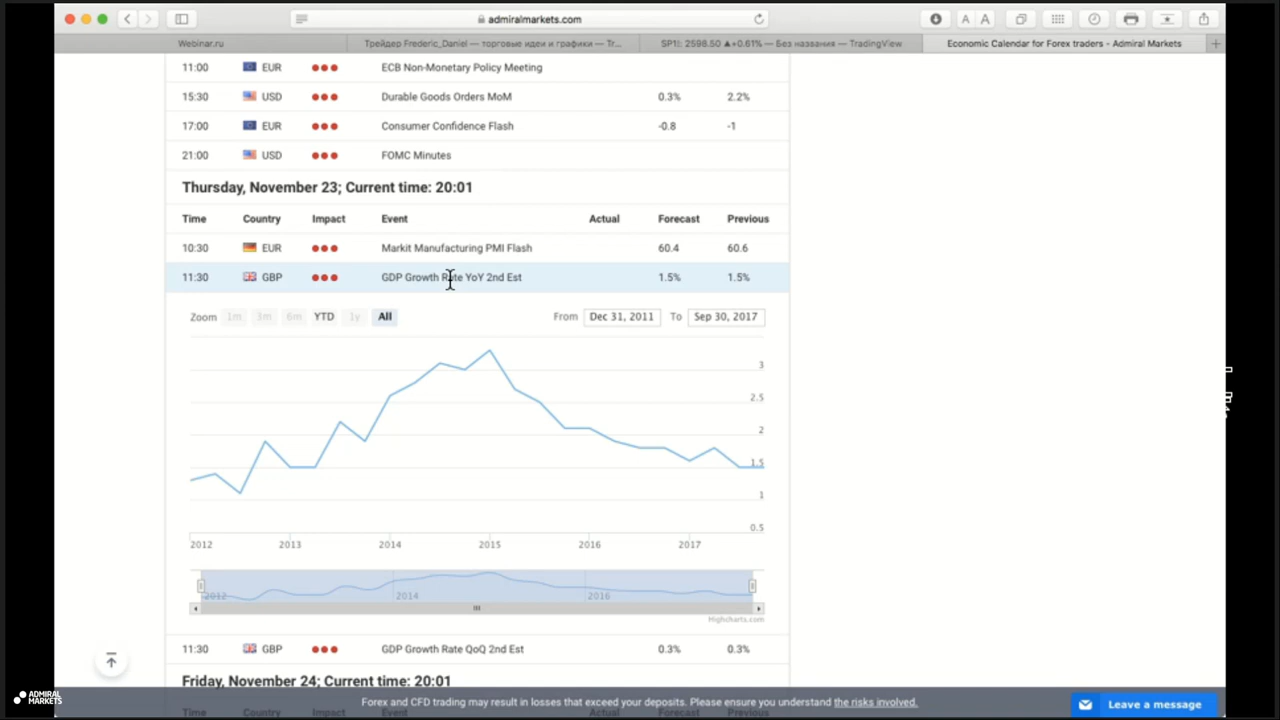 admiralmarkets.com
A A
Webinar.ru
Трейдер Frederic_Daniel — торговые идеи и графики — Tr...
SP1!: 2598.50 ▲+0.61% — Без названия — TradingView
Economic Calendar for Forex traders - Admiral Markets
11:00 EUR ECB Non-Monetary Policy Meeting
15:30 USD Durable Goods Orders MoM 0.3% 2.2%
17:00 EUR Consumer Confidence Flash -0.8 -1
21:00 USD FOMC Minutes
Thursday, November 23; Current time: 20:01
Time Country Impact Event Actual Forecast Previous
10:30 EUR Markit Manufacturing PMI Flash 60.4 60.6
11:30 GBP GDP Growth Rate YoY 2nd Est 1.5% 1.5%
Zoom 1m 3m 6m YTD 1y All From Dec 31, 2011 To Sep 30, 2017
3
2.5
2
1.5
1
0.5
2012 2013 2014 2015 2016 2017
2012 2014 2016
Highcharts.com
11:30 GBP GDP Growth Rate QoQ 2nd Est 0.3% 0.3%
Friday, November 24; Current time: 20:01
Forex and CFD trading may result in losses that exceed your deposits. Please ensure you understand the risks involved.
Leave a message
ADMIRAL
MARKETS
Time Country Impact Event Actual Forecast Previous